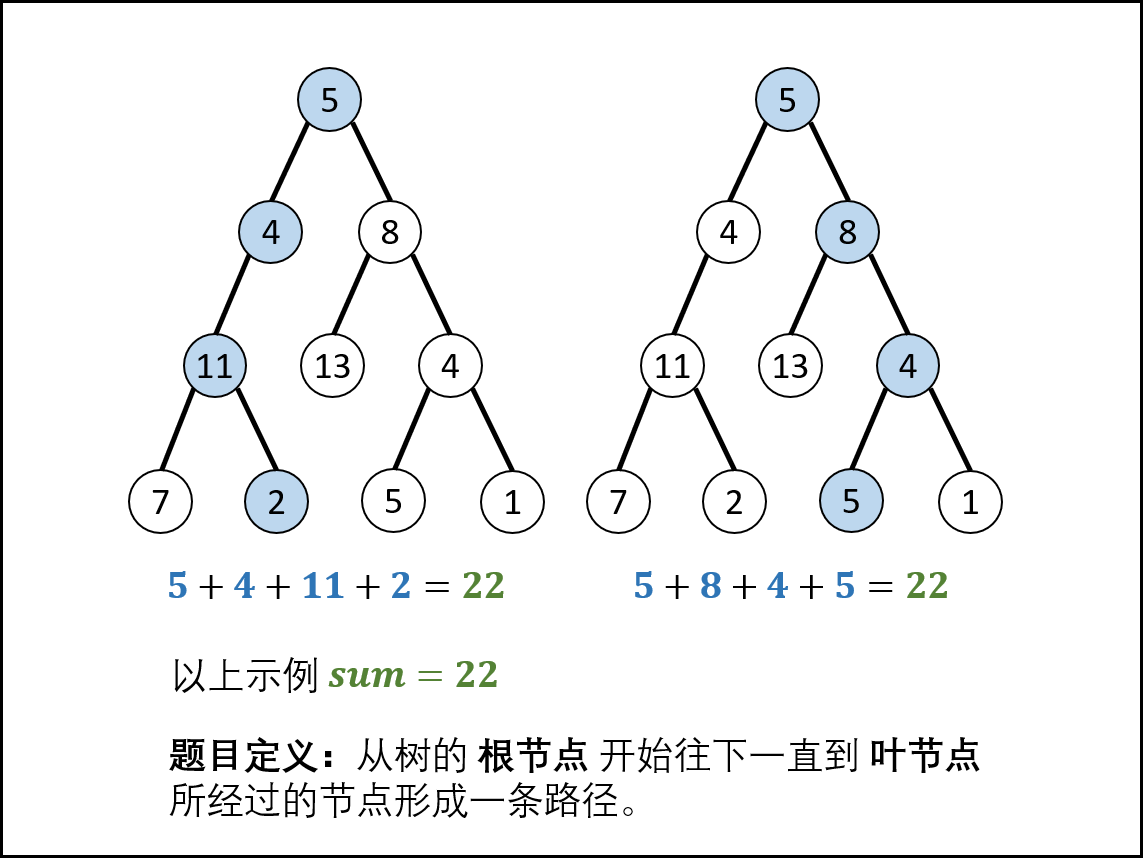 5 5
4 8 4 8
11 13 4 11 13 4
7 2 5 1 7 2 5 1
5 + 4 + 11 + 2 = 22 5 + 8 + 4 + 5 = 22
以上示例 sum = 22
题目定义：从树的 根节点 开始往下一直到 叶节点
所经过的节点形成一条路径。